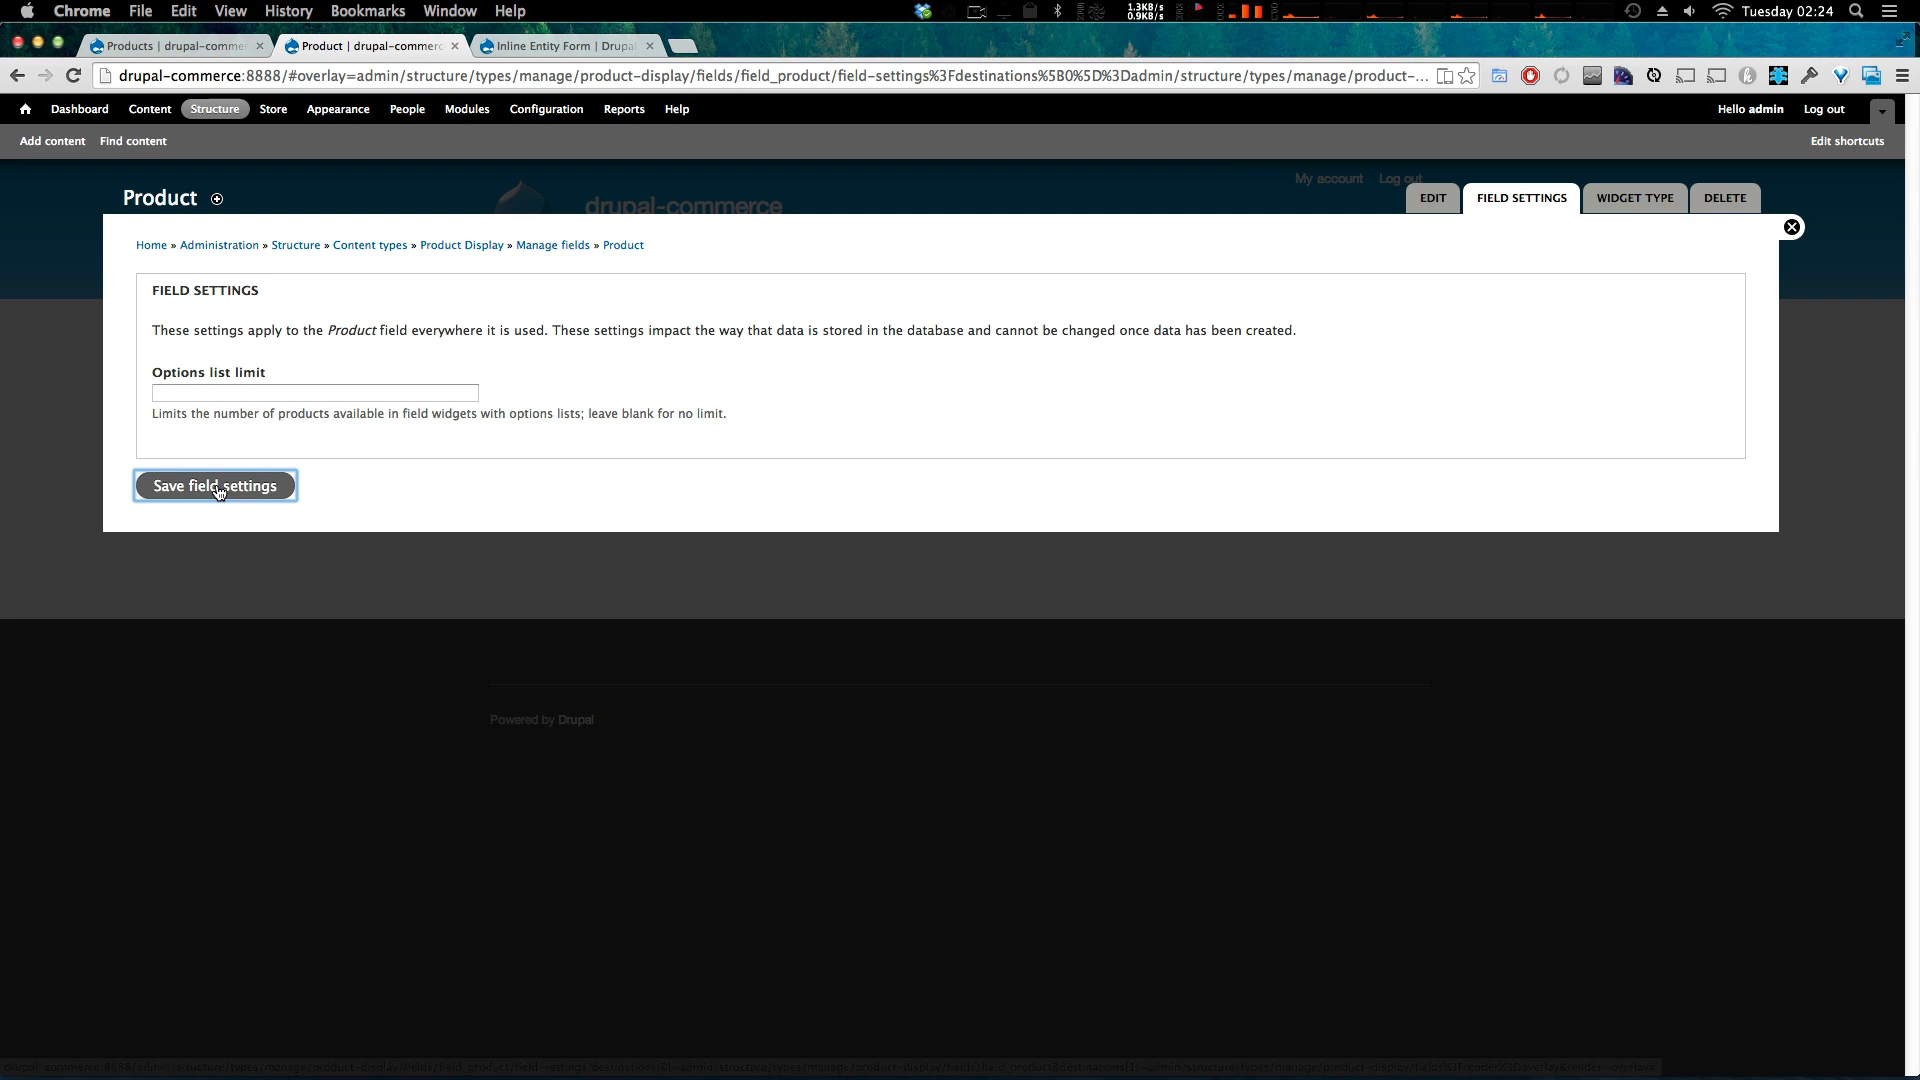 Chrome File Edit View History Bookmarks Window Help 1.3KB/s 0.9KB/s Tuesday 02:24
Products | drupal-commer Product | drupal-commerc Inline Entity Form | Drupal
drupal-commerce:8888/#overlay=admin/structure/types/manage/product-display/fields/field_product/field-settings%3Fdestinations%5B0%5D%3Dadmin/structure/types/manage/product-...
Dashboard Content Structure Store Appearance People Modules Configuration Reports Help Hello admin Log out
Add content Find content Edit shortcuts
My account Log out
Product drupal-commerce EDIT FIELD SETTINGS WIDGET TYPE DELETE
Home » Administration » Structure » Content types » Product Display » Manage fields » Product
FIELD SETTINGS
These settings apply to the Product field everywhere it is used. These settings impact the way that data is stored in the database and cannot be changed once data has been created.
Options list limit
Limits the number of products available in field widgets with options lists; leave blank for no limit.
Save field settings
Powered by Drupal